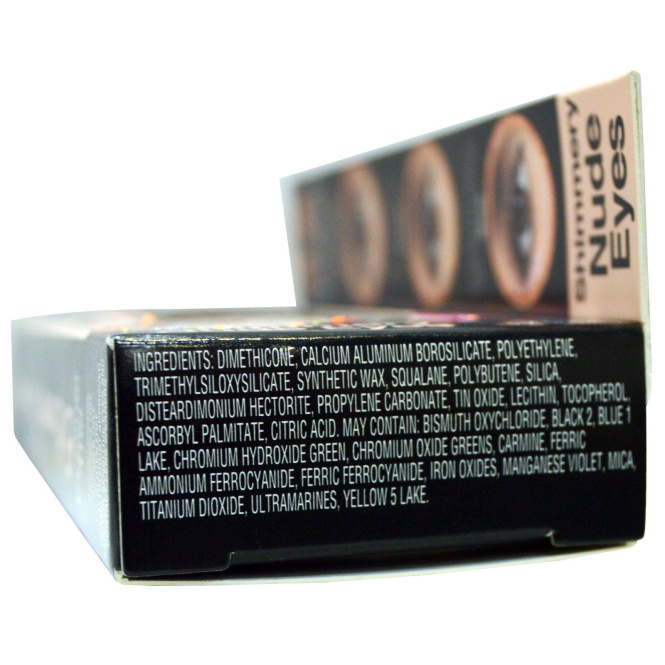 Shimmery
Nude
Eyes
INGREDIENTS: DIMETHICONE, CALCIUM ALUMINUM BOROSILICATE, POLYETHYLENE,
TRIMETHYLSILOXYSILICATE, SYNTHETIC WAX, SQUALANE, POLYBUTENE, SILICA,
DISTEARDIMONIUM HECTORITE, PROPYLENE CARBONATE, TIN OXIDE, LECITHIN, TOCOPHEROL,
ASCORBYL PALMITATE, CITRIC ACID. MAY CONTAIN: BISMUTH OXYCHLORIDE, BLACK 2, BLUE 1
LAKE, CHROMIUM HYDROXIDE GREEN, CHROMIUM OXIDE GREENS, CARMINE, FERRIC
AMMONIUM FERROCYANIDE, FERRIC FERROCYANIDE, IRON OXIDES, MANGANESE VIOLET, MICA,
TITANIUM DIOXIDE, ULTRAMARINES, YELLOW 5 LAKE.